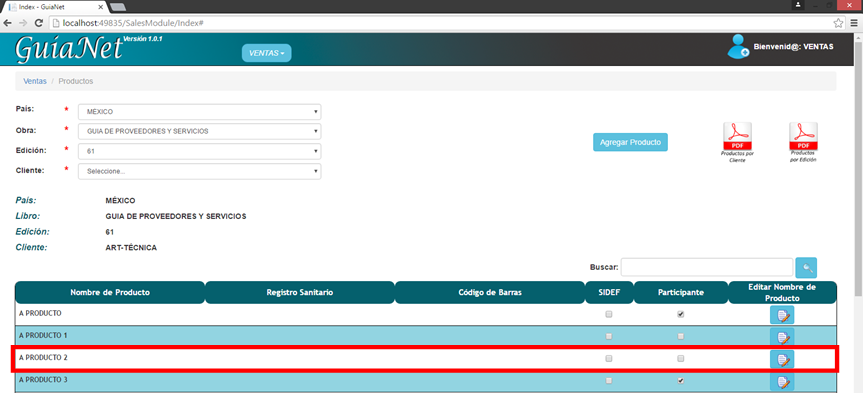 Index - GuiaNet
localhost:49835/SalesModule/Index#
GuíaNet Versión 1.0.1
VENTAS
Bienvenid@: VENTAS
Ventas / Productos
País: * MÉXICO
Obra: * GUIA DE PROVEEDORES Y SERVICIOS
Edición: * 61
Cliente: * Seleccione...
Agregar Producto
PDF
Productos por
Cliente
PDF
Productos
por Edición
País: MÉXICO
Libro: GUIA DE PROVEEDORES Y SERVICIOS
Edición: 61
Cliente: ART-TÉCNICA
Buscar:
Nombre de Producto
Registro Sanitario
Código de Barras
SIDEF
Participante
Editar Nombre de
Producto
A PRODUCTO
A PRODUCTO 1
A PRODUCTO 2
A PRODUCTO 3